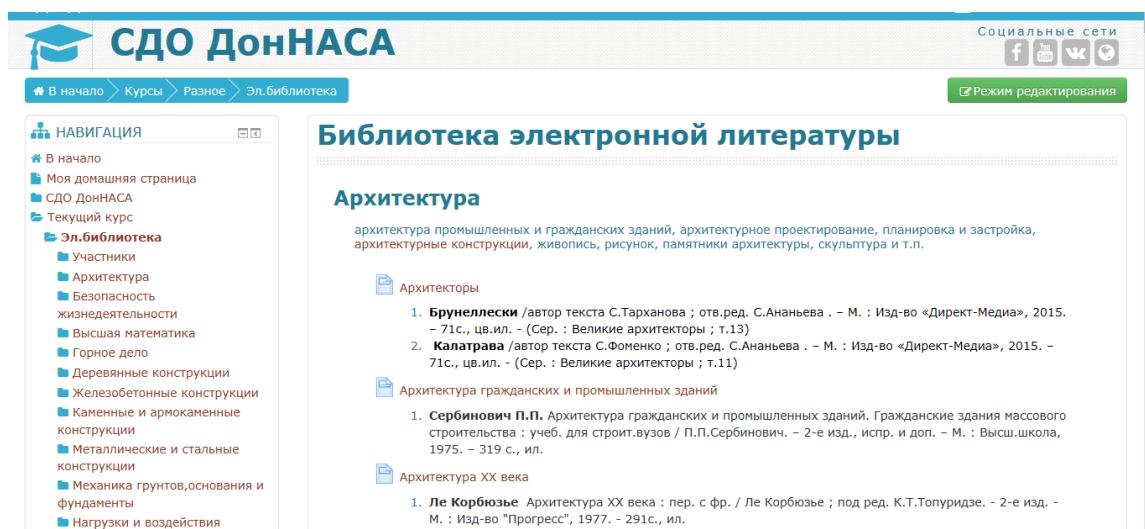 СДО ДонНАСА
Социальные сети
В начало Курсы Разное Эл.библиотека
Режим редактирования
НАВИГАЦИЯ
В начало
Моя домашняя страница
СДО ДонНАСА
Текущий курс
Эл.библиотека
Участники
Архитектура
Безопасность
жизнедеятельности
Высшая математика
Горное дело
Деревянные конструкции
Железобетонные конструкции
Каменные и армокаменные
конструкции
Металлические и стальные
конструкции
Механика грунтов,основания и
фундаменты
Нагрузки и воздействия
Библиотека электронной литературы
Архитектура
архитектура промышленных и гражданских зданий, архитектурное проектирование, планировка и застройка,
архитектурные конструкции, живопись, рисунок, памятники архитектуры, скульптура и т.п.
Архитекторы
1. Брунеллески /автор текста С.Тарханова ; отв.ред. С.Ананьева . – М. : Изд-во «Директ-Медиа», 2015.
– 71с., цв.ил. - (Сер. : Великие архитекторы ; т.13)
2. Калатрава /автор текста С.Фоменко ; отв.ред. С.Ананьева . – М. : Изд-во «Директ-Медиа», 2015. –
71с., цв.ил. - (Сер. : Великие архитекторы ; т.11)
Архитектура гражданских и промышленных зданий
1. Сербинович П.П. Архитектура гражданских и промышленных зданий. Гражданские здания массового
строительства : учеб. для строит.вузов / П.П.Сербинович. – 2-е изд., испр. и доп. – М. : Высш.школа,
1975. – 319 с., ил.
Архитектура ХХ века
1. Ле Корбюзье Архитектура ХХ века : пер. с фр. / Ле Корбюзье ; под ред. К.Т.Топуридзе. - 2-е изд. -
М. : Изд-во "Прогресс", 1977. - 291с., ил.